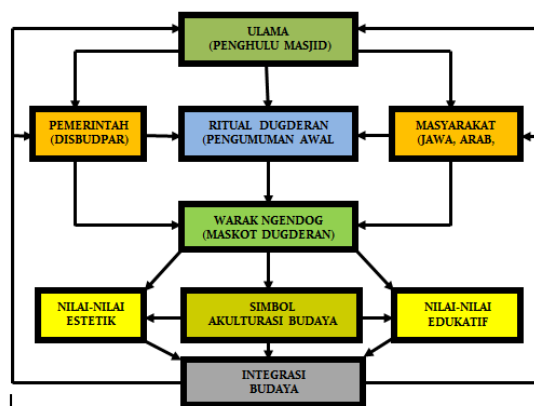 ULAMA
(PENGHULU MASJID)
PEMERINTAH
(DISBUDPAR)
RITUAL DUGDERAN
(PENGUMUMAN AWAL
MASYARAKAT
(JAWA, ARAB,
WARAK NGENDOG
(MASKOT DUGDERAN)
NILAI-NILAI
ESTETIK
SIMBOL
AKULTURASI BUDAYA
NILAI-NILAI
EDUKATIF
INTEGRASI
BUDAYA